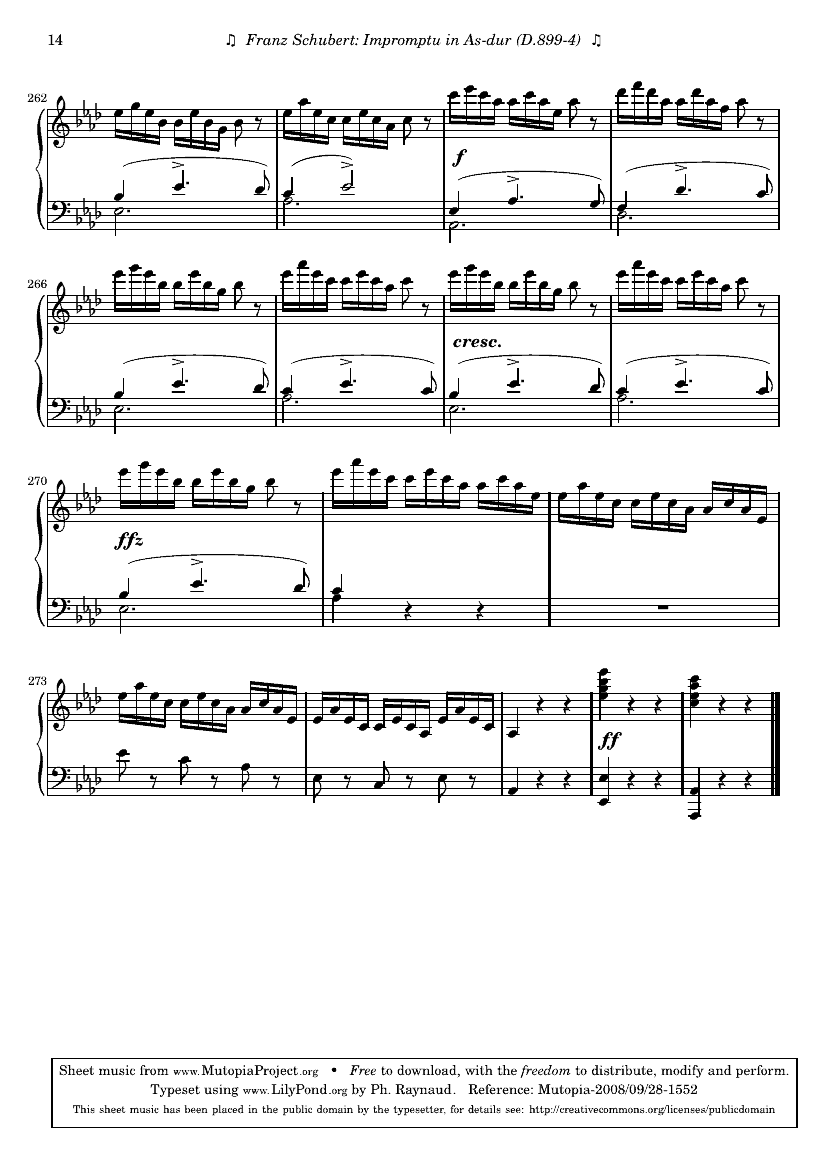 14 ♫ Franz Schubert: Impromptu in As-dur (D.899-4) ♫
262
f
266
cresc.
270
ffz
273
ff
Sheet music from www.MutopiaProject.org • Free to download, with the freedom to distribute, modify and perform.
Typeset using www.LilyPond.org by Ph. Raynaud. Reference: Mutopia-2008/09/28-1552
This sheet music has been placed in the public domain by the typesetter, for details see: http://creativecommons.org/licenses/publicdomain